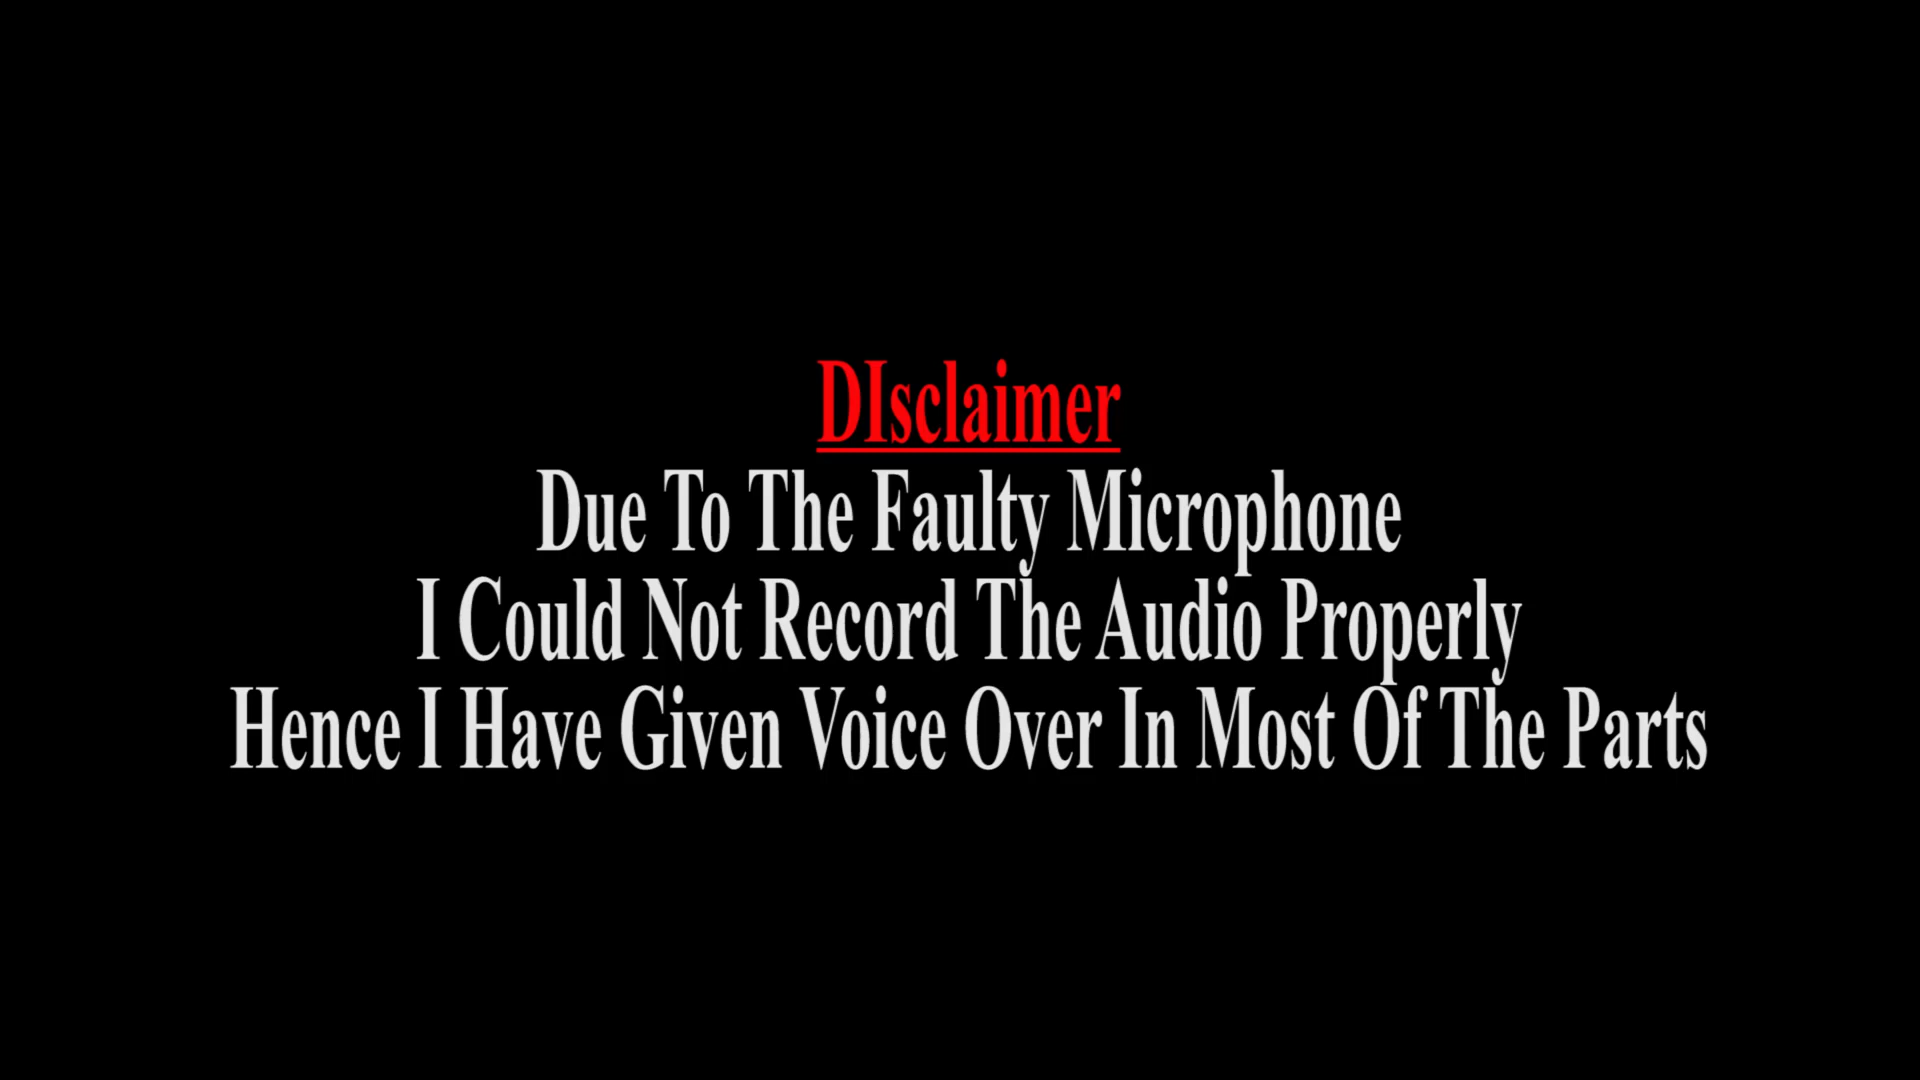 DIsclaimer
Due To The Faulty Microphone
I Could Not Record The Audio Properly
Hence I Have Given Voice Over In Most Of The Parts